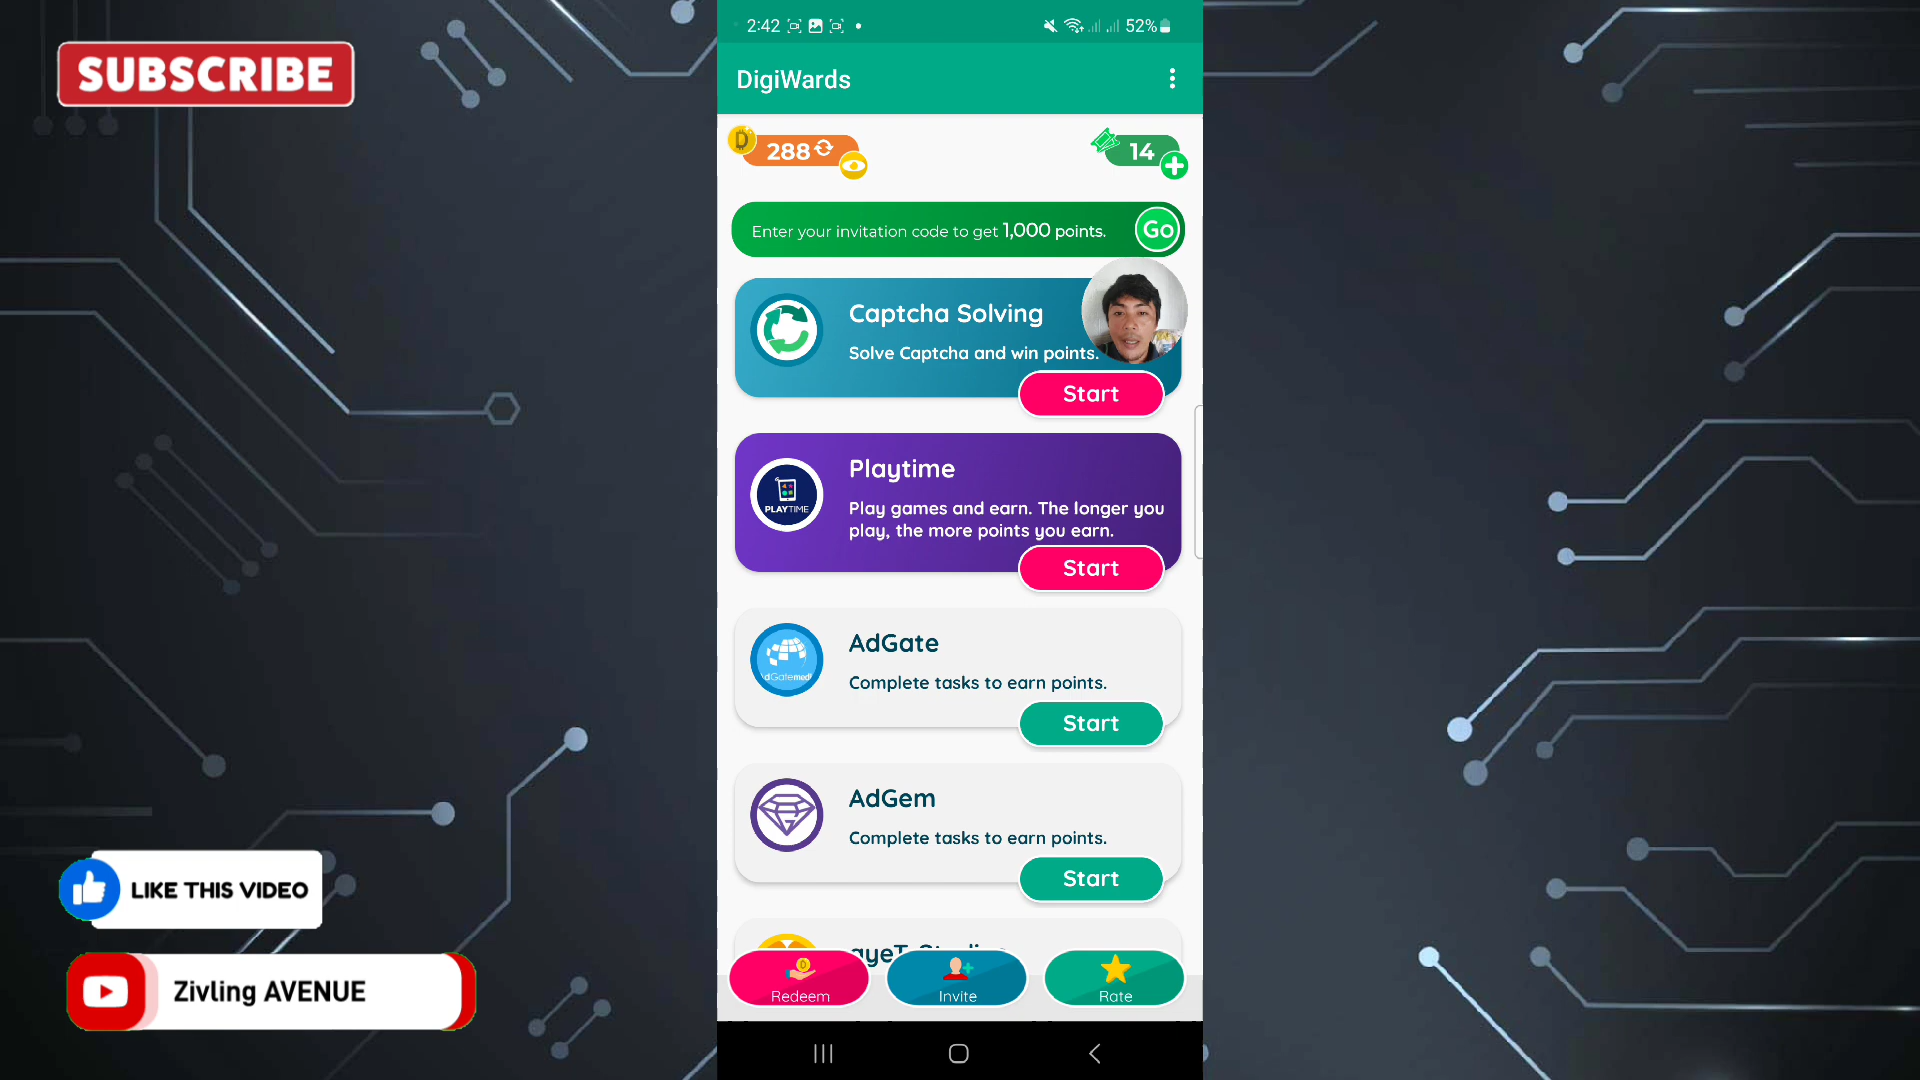 SUBSCRIBE
2:42
52%
DigiWards
288
14
Enter your invitation code to get 1,000 points.
Go
Captcha Solving
Solve Captcha and win points.
Start
Playtime
PLAYTIME
Play games and earn. The longer you
play, the more points you earn.
Start
AdGate
dGatemedi
Complete tasks to earn points.
Start
AdGem
Complete tasks to earn points.
Start
LIKE THIS VIDEO
Zivling AVENUE
Redeem
Invite
Rate